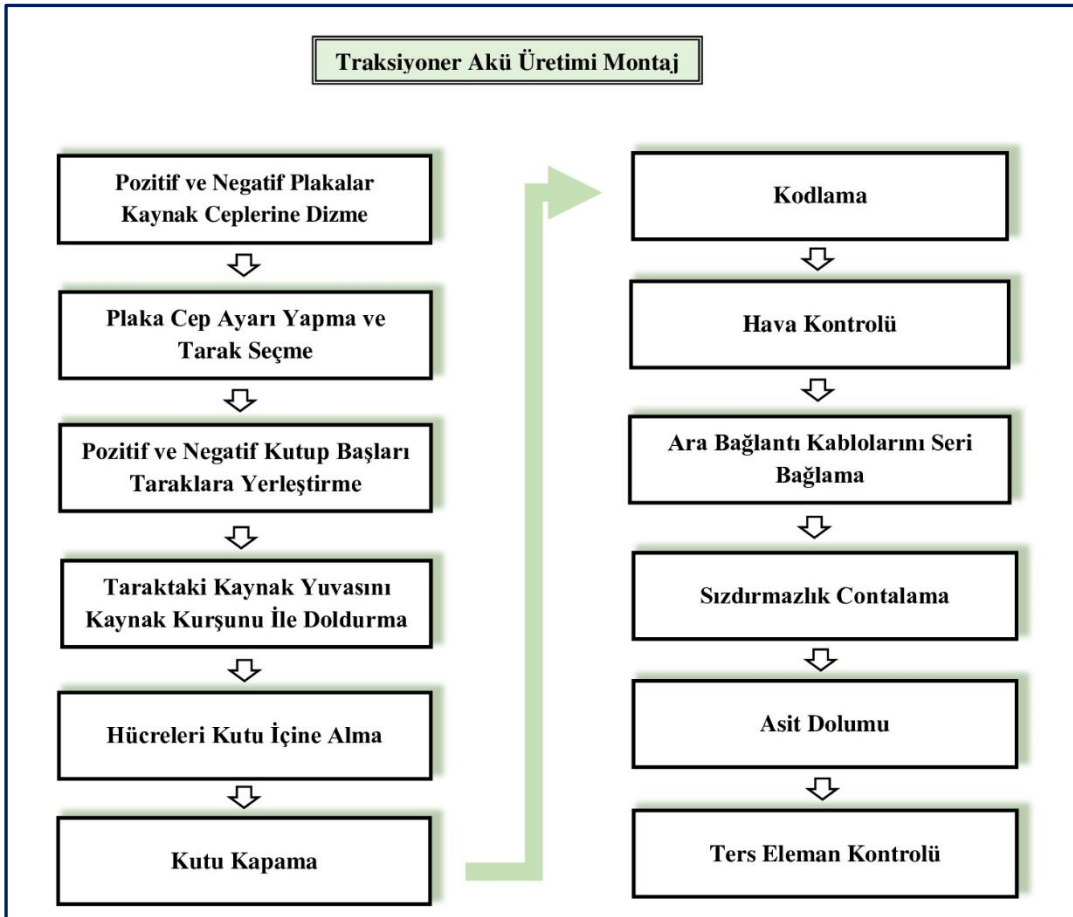 Traksiyoner Akü Üretimi Montaj
Pozitif ve Negatif Plakalar
Kaynak Ceplerine Dizme
Plaka Cep Ayarı Yapma ve
Tarak Seçme
Pozitif ve Negatif Kutup Başları
Taraklara Yerleştirme
Taraktaki Kaynak Yuvasını
Kaynak Kurşunu İle Doldurma
Hücreleri Kutu İçine Alma
Kutu Kapama
Kodlama
Hava Kontrolü
Ara Bağlantı Kablolarını Seri
Bağlama
Sızdırmazlık Contalama
Asit Dolumu
Ters Eleman Kontrolü